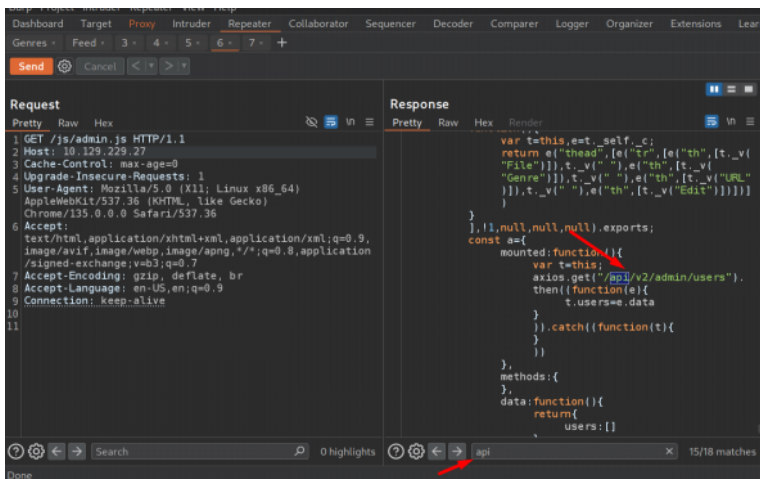 Burp Project Intruder Repeater View Help
Dashboard Target Proxy Intruder Repeater Collaborator Sequencer Decoder Comparer Logger Organizer Extensions Lear
Genres × Feed × 3 × 4 × 5 × 6 × 7 × +
Send Cancel < >
Request
Pretty Raw Hex \n
1 GET /js/admin.js HTTP/1.1
2 Host: 10.129.229.27
3 Cache-Control: max-age=0
4 Upgrade-Insecure-Requests: 1
5 User-Agent: Mozilla/5.0 (X11; Linux x86_64)
AppleWebKit/537.36 (KHTML, like Gecko)
Chrome/135.0.0.0 Safari/537.36
6 Accept:
text/html,application/xhtml+xml,application/xml;q=0.9,
image/avif,image/webp,image/apng,*/*;q=0.8,application
/signed-exchange;v=b3;q=0.7
7 Accept-Encoding: gzip, deflate, br
8 Accept-Language: en-US,en;q=0.9
9 Connection: keep-alive
10
11
Search 0 highlights
Response
Pretty Raw Hex Render \n
function(){
var t=this,e=t._self._c;
return e("thead",[e("tr",[e("th",[t._v(
"File")]),t._v(" "),e("th",[t._v(
"Genre")]),t._v(" "),e("th",[t._v("URL"
)]),t._v(" "),e("th",[t._v("Edit")])])]
)
}
],!1,null,null,null).exports;
const a={
mounted:function(){
var t=this;
axios.get("/api/v2/admin/users").
then((function(e){
t.users=e.data
}
)).catch((function(t){
}
))
},
methods:{
},
data:function(){
return{
users:[]
api × 15/18 matches
Done